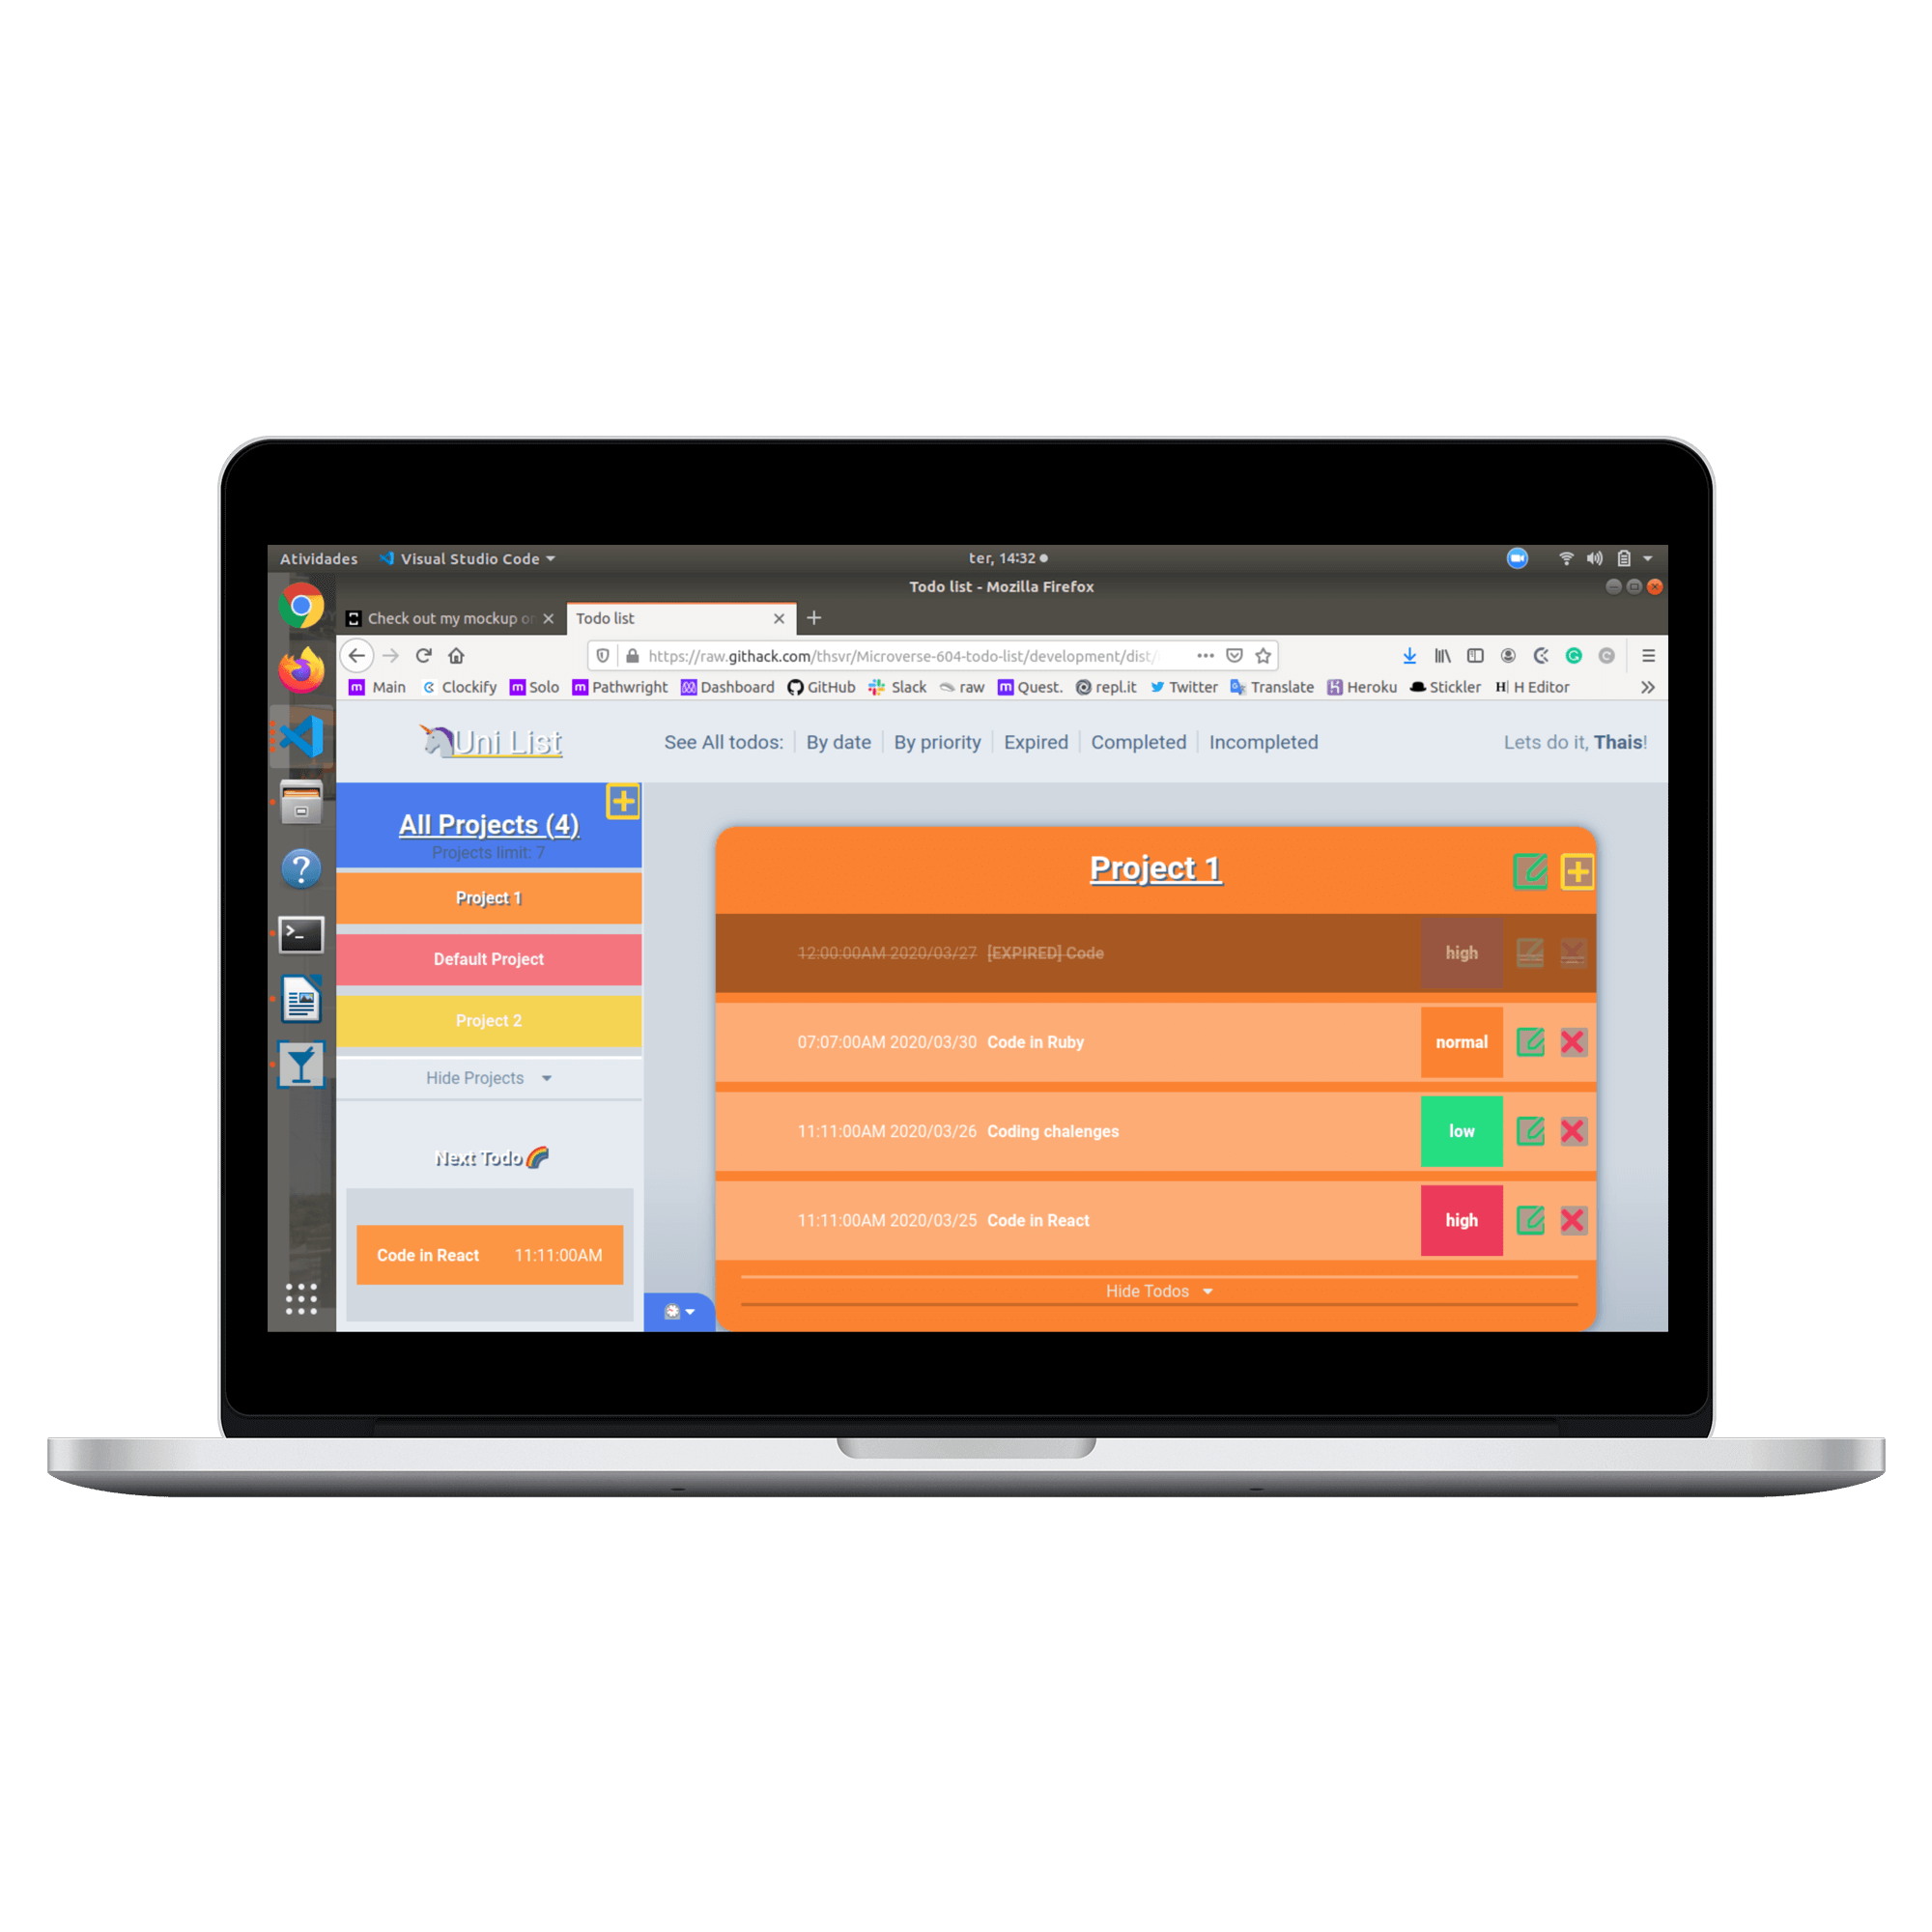 Atividades Visual Studio Code ter, 14:32
Todo list - Mozilla Firefox
Check out my mockup o Todo list
https://raw.githack.com/thsvr/Microverse-604-todo-list/development/dist/
Main Clockify Solo Pathwright Dashboard GitHub Slack raw Quest. repl.it Twitter Translate Heroku Stickler H H Editor
Uni List See All todos: By date By priority Expired Completed Incompleted Lets do it, Thais!
All Projects (4)
Projects limit: 7
Project 1
Default Project
Project 2
Hide Projects
Next Todo
Code in React 11:11:00AM
Project 1
12:00:00AM 2020/03/27 [EXPIRED] Code high
07:07:00AM 2020/03/30 Code in Ruby normal
11:11:00AM 2020/03/26 Coding chalenges low
11:11:00AM 2020/03/25 Code in React high
Hide Todos